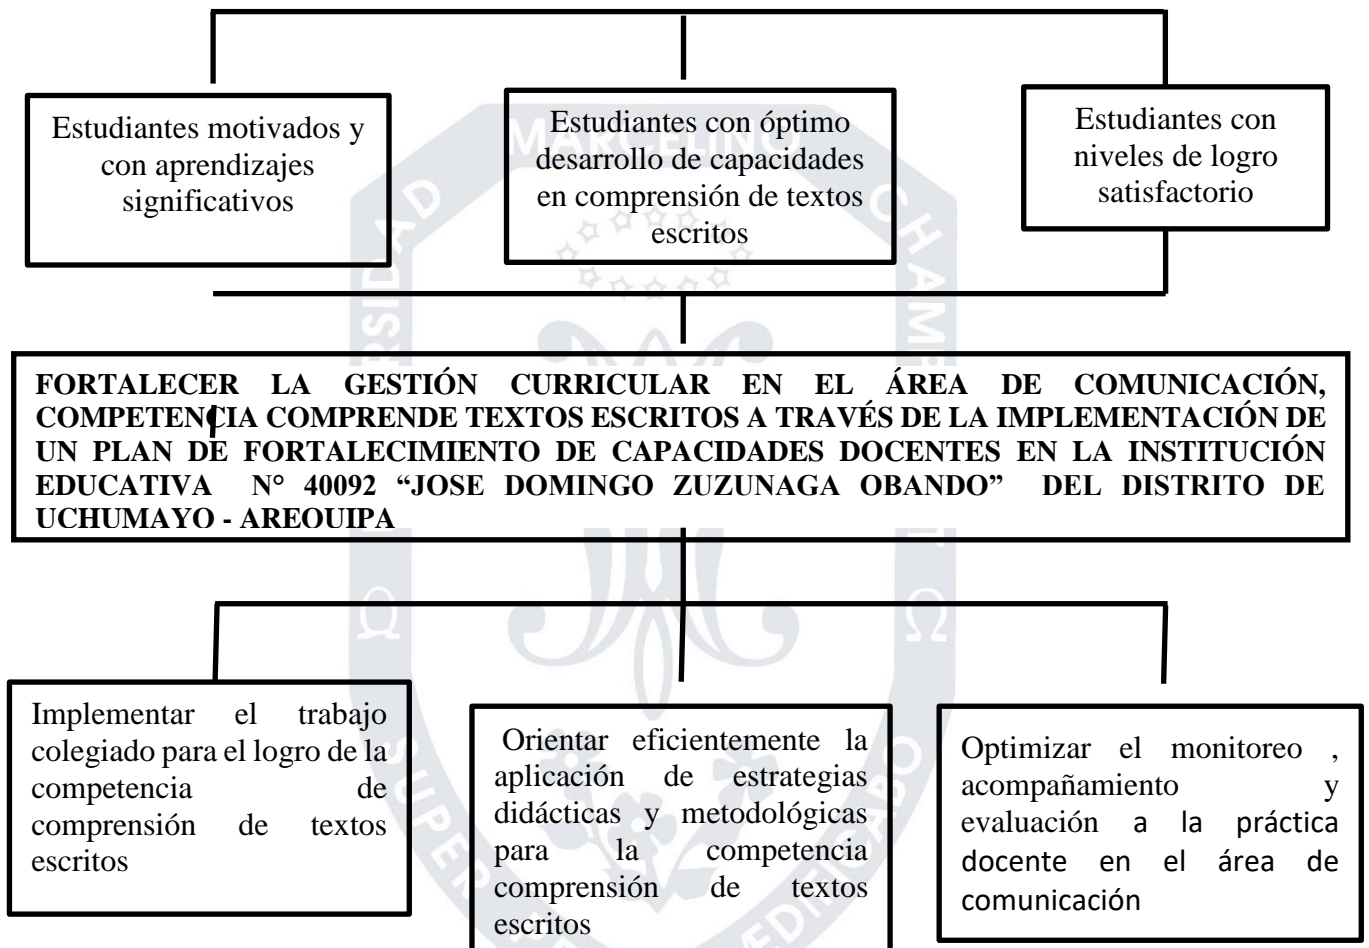 Estudiantes motivados y
con aprendizajes
significativos
Estudiantes con óptimo
desarrollo de capacidades
en comprensión de textos
escritos
Estudiantes con
niveles de logro
satisfactorio
FORTALECER LA GESTIÓN CURRICULAR EN EL ÁREA DE COMUNICACIÓN,
COMPETENCIA COMPRENDE TEXTOS ESCRITOS A TRAVÉS DE LA IMPLEMENTACIÓN DE
UN PLAN DE FORTALECIMIENTO DE CAPACIDADES DOCENTES EN LA INSTITUCIÓN
EDUCATIVA N° 40092 “JOSE DOMINGO ZUZUNAGA OBANDO” DEL DISTRITO DE
UCHUMAYO - AREQUIPA
Implementar el trabajo
colegiado para el logro de la
competencia de
comprensión de textos
escritos
Orientar eficientemente la
aplicación de estrategias
didácticas y metodológicas
para la competencia
comprensión de textos
escritos
Optimizar el monitoreo ,
acompañamiento y
evaluación a la práctica
docente en el área de
comunicación
MARCELINO